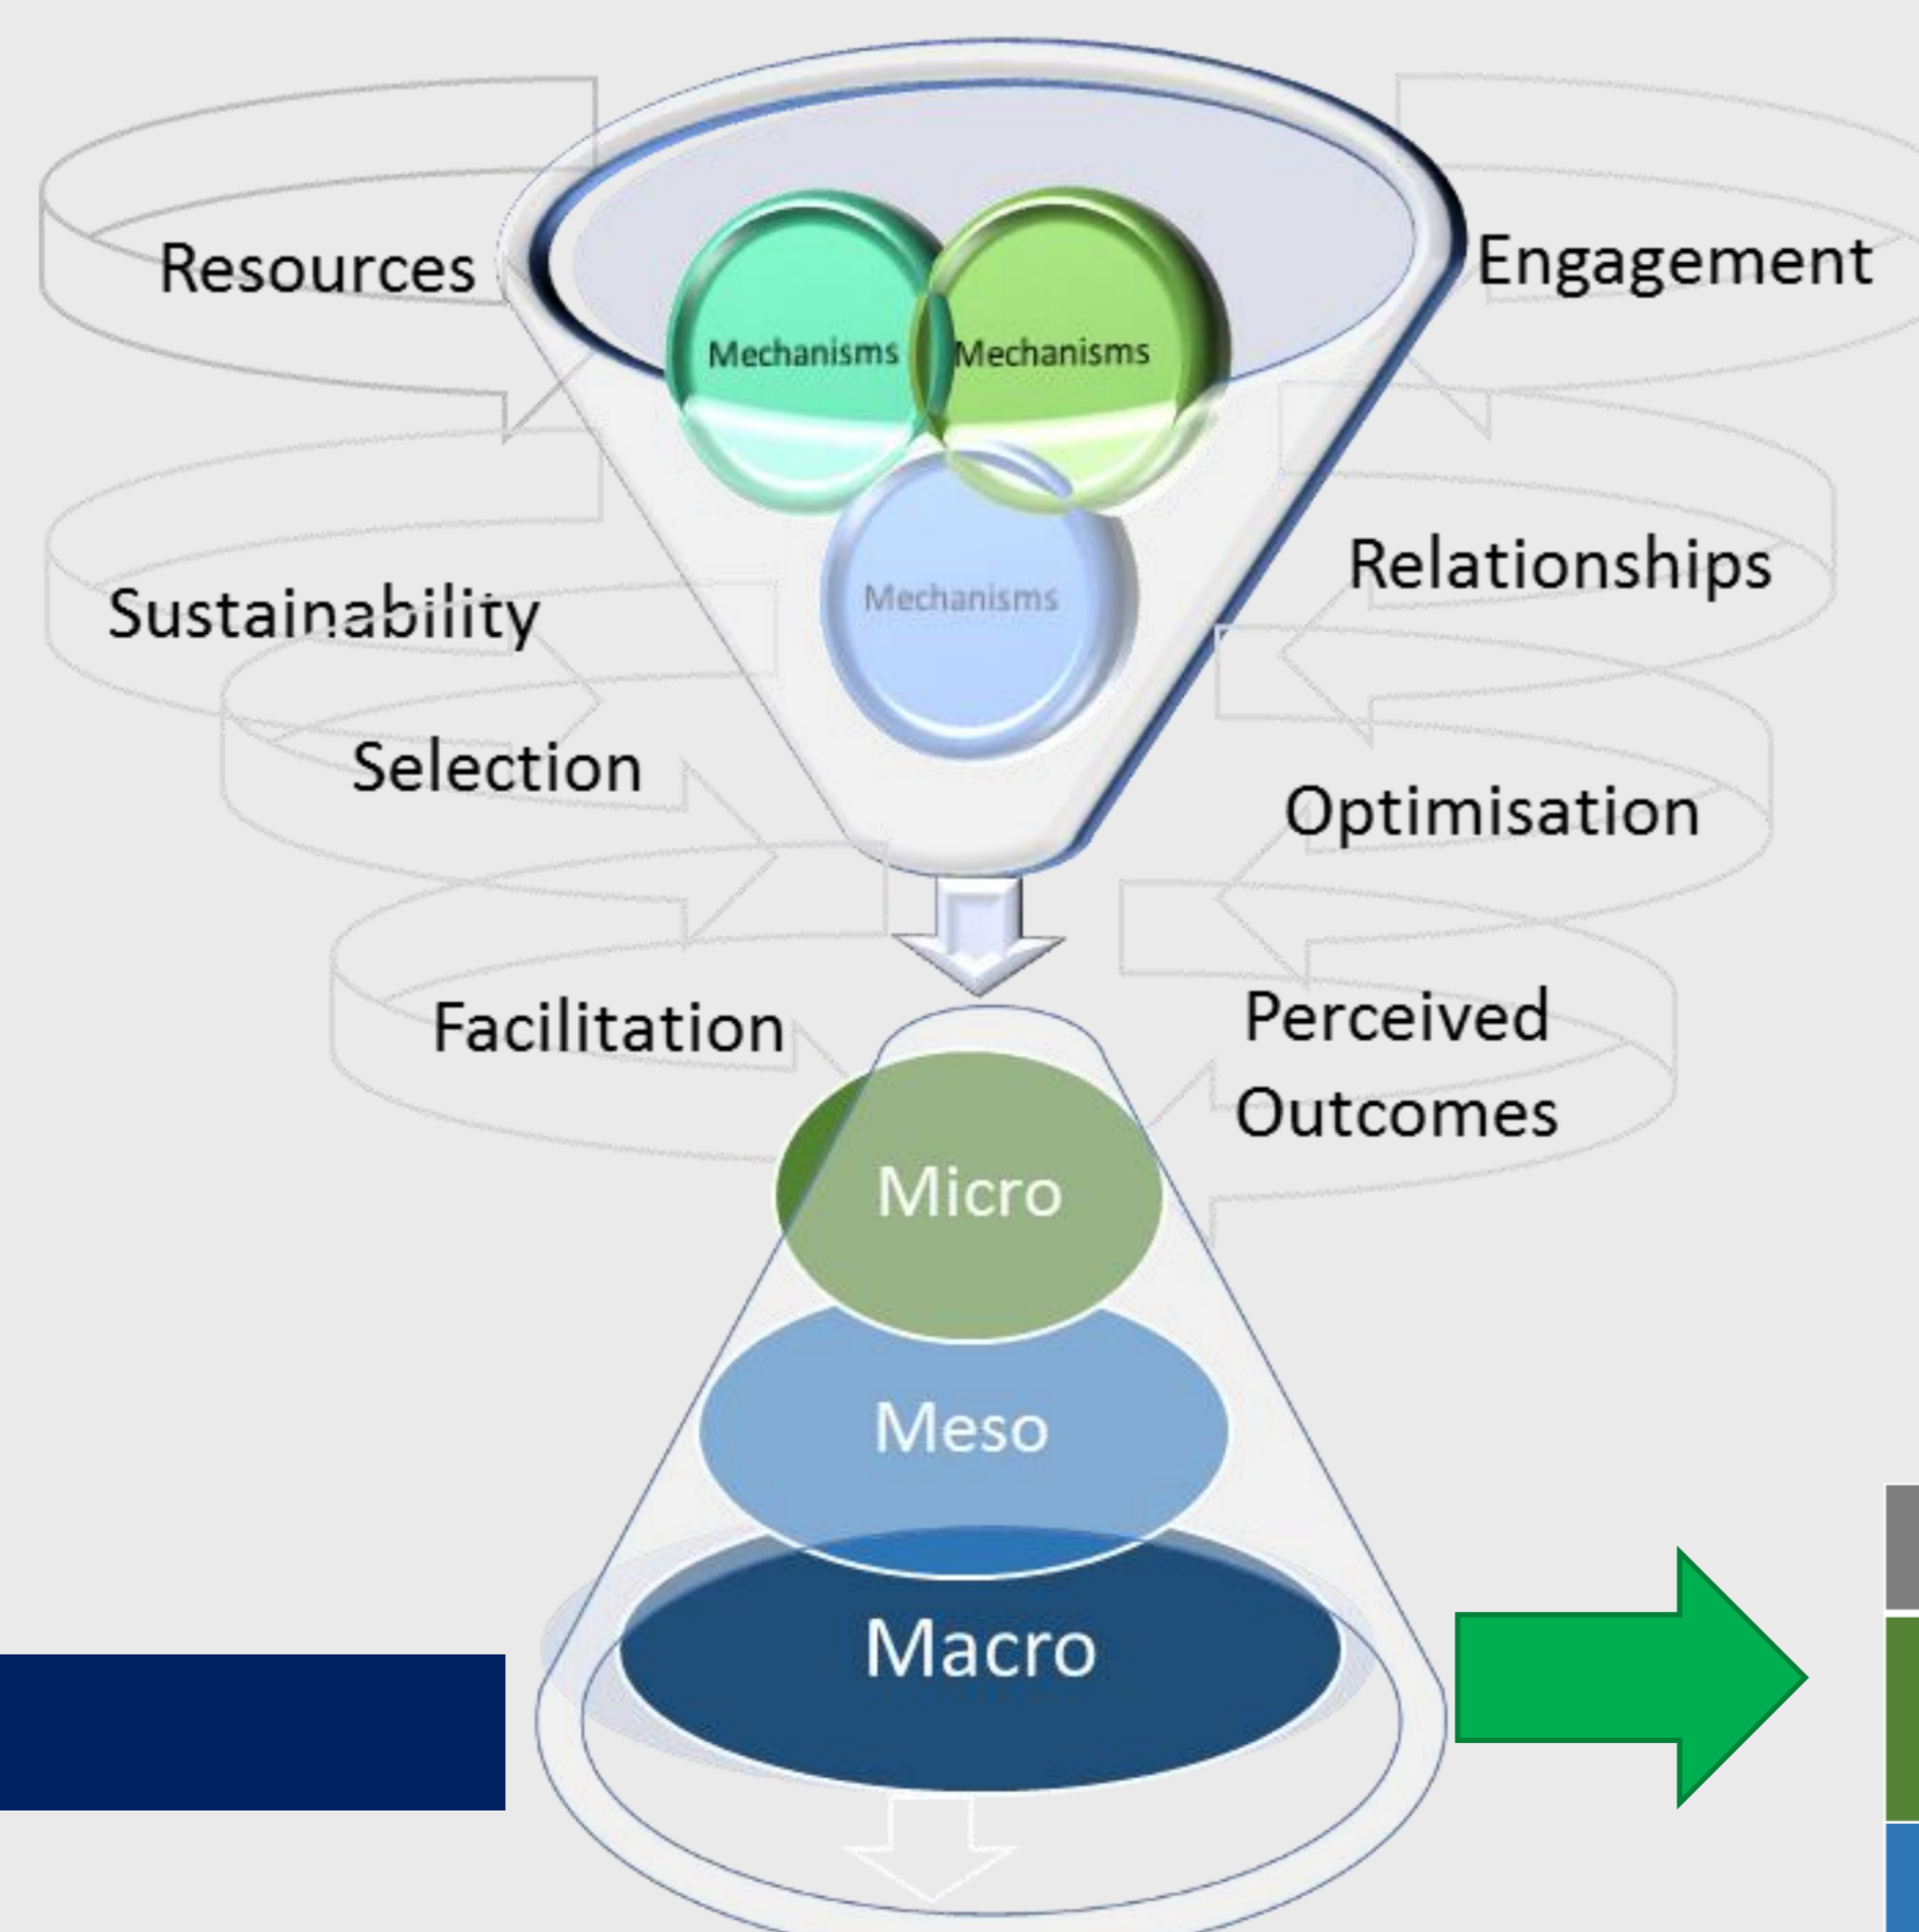 Resources
Engagement
Mechanisms
Mechanisms
Relationships
Mechanisms
Sustainability
Selection
Optimisation
Facilitation
Perceived
Outcomes
Micro
Meso
Macro